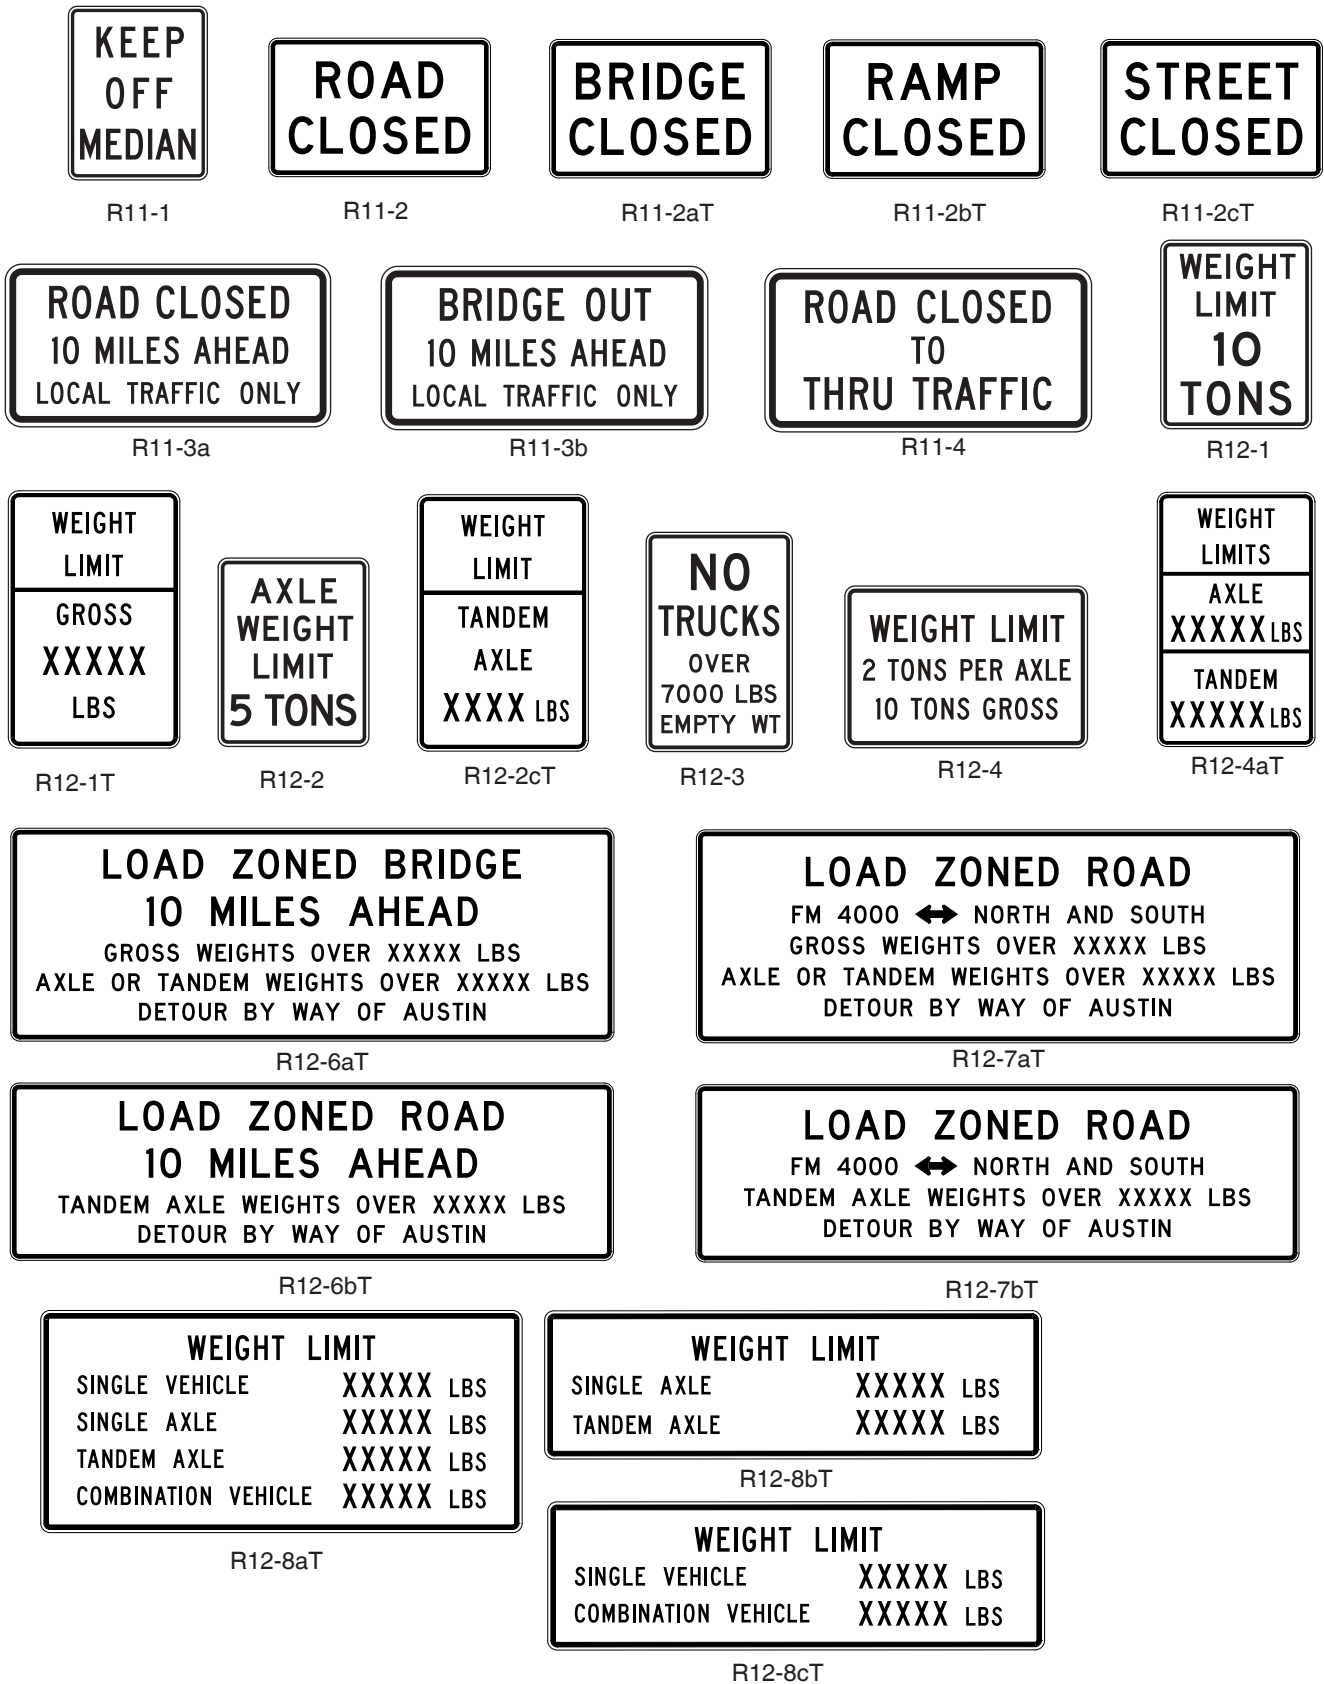 KEEP
OFF
MEDIAN
R11-1
ROAD
CLOSED
R11-2
BRIDGE
CLOSED
R11-2aT
RAMP
CLOSED
R11-2bT
STREET
CLOSED
R11-2cT
ROAD CLOSED
10 MILES AHEAD
LOCAL TRAFFIC ONLY
R11-3a
BRIDGE OUT
10 MILES AHEAD
LOCAL TRAFFIC ONLY
R11-3b
ROAD CLOSED
TO
THRU TRAFFIC
R11-4
WEIGHT
LIMIT
10
TONS
R12-1
WEIGHT
LIMIT
GROSS
XXXXX
LBS
R12-1T
AXLE
WEIGHT
LIMIT
5 TONS
R12-2
WEIGHT
LIMIT
TANDEM
AXLE
XXXX LBS
R12-2cT
NO
TRUCKS
OVER
7000 LBS
EMPTY WT
R12-3
WEIGHT LIMIT
2 TONS PER AXLE
10 TONS GROSS
R12-4
WEIGHT
LIMITS
AXLE
XXXXX LBS
TANDEM
XXXXX LBS
R12-4aT
LOAD ZONED BRIDGE
10 MILES AHEAD
GROSS WEIGHTS OVER XXXXX LBS
AXLE OR TANDEM WEIGHTS OVER XXXXX LBS
DETOUR BY WAY OF AUSTIN
R12-6aT
LOAD ZONED ROAD
FM 4000 ⟷ NORTH AND SOUTH
GROSS WEIGHTS OVER XXXXX LBS
AXLE OR TANDEM WEIGHTS OVER XXXXX LBS
DETOUR BY WAY OF AUSTIN
R12-7aT
LOAD ZONED ROAD
10 MILES AHEAD
TANDEM AXLE WEIGHTS OVER XXXXX LBS
DETOUR BY WAY OF AUSTIN
R12-6bT
LOAD ZONED ROAD
FM 4000 ⟷ NORTH AND SOUTH
TANDEM AXLE WEIGHTS OVER XXXXX LBS
DETOUR BY WAY OF AUSTIN
R12-7bT
WEIGHT LIMIT
SINGLE VEHICLE XXXXX LBS
SINGLE AXLE XXXXX LBS
TANDEM AXLE XXXXX LBS
COMBINATION VEHICLE XXXXX LBS
R12-8aT
WEIGHT LIMIT
SINGLE AXLE XXXXX LBS
TANDEM AXLE XXXXX LBS
R12-8bT
WEIGHT LIMIT
SINGLE VEHICLE XXXXX LBS
COMBINATION VEHICLE XXXXX LBS
R12-8cT